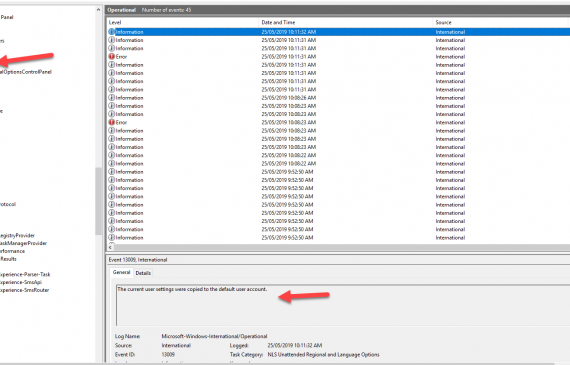 Panel
ers
alOptionsControlPanel
e
rotocol
egistryProvider
askManagerProvider
erformance
Results
xperience-Parser-Task
xperience-SmsApi
xperience-SmsRouter
Operational Number of events: 45
Level Date and Time Source
Information 25/05/2019 10:11:32 AM International
Information 25/05/2019 10:11:31 AM International
Information 25/05/2019 10:11:31 AM International
Error 25/05/2019 10:11:31 AM International
Information 25/05/2019 10:11:31 AM International
Information 25/05/2019 10:11:31 AM International
Information 25/05/2019 10:11:31 AM International
Information 25/05/2019 10:11:31 AM International
Information 25/05/2019 10:08:26 AM International
Information 25/05/2019 10:08:23 AM International
Information 25/05/2019 10:08:23 AM International
Error 25/05/2019 10:08:23 AM International
Information 25/05/2019 10:08:23 AM International
Information 25/05/2019 10:08:23 AM International
Information 25/05/2019 10:08:23 AM International
Information 25/05/2019 10:08:22 AM International
Information 25/05/2019 10:08:22 AM International
Information 25/05/2019 9:52:50 AM International
Information 25/05/2019 9:52:50 AM International
Information 25/05/2019 9:52:50 AM International
Information 25/05/2019 9:52:50 AM International
Information 25/05/2019 9:52:50 AM International
Information 25/05/2019 9:52:50 AM International
Information 25/05/2019 9:52:50 AM International
Information 25/05/2019 9:52:50 AM International
Information 25/05/2019 9:52:50 AM International
Event 13009, International
General Details
The current user settings were copied to the default user account.
Log Name: Microsoft-Windows-International/Operational
Source: International Logged: 25/05/2019 10:11:32 AM
Event ID: 13009 Task Category: NLS Unattended Regional and Language Options